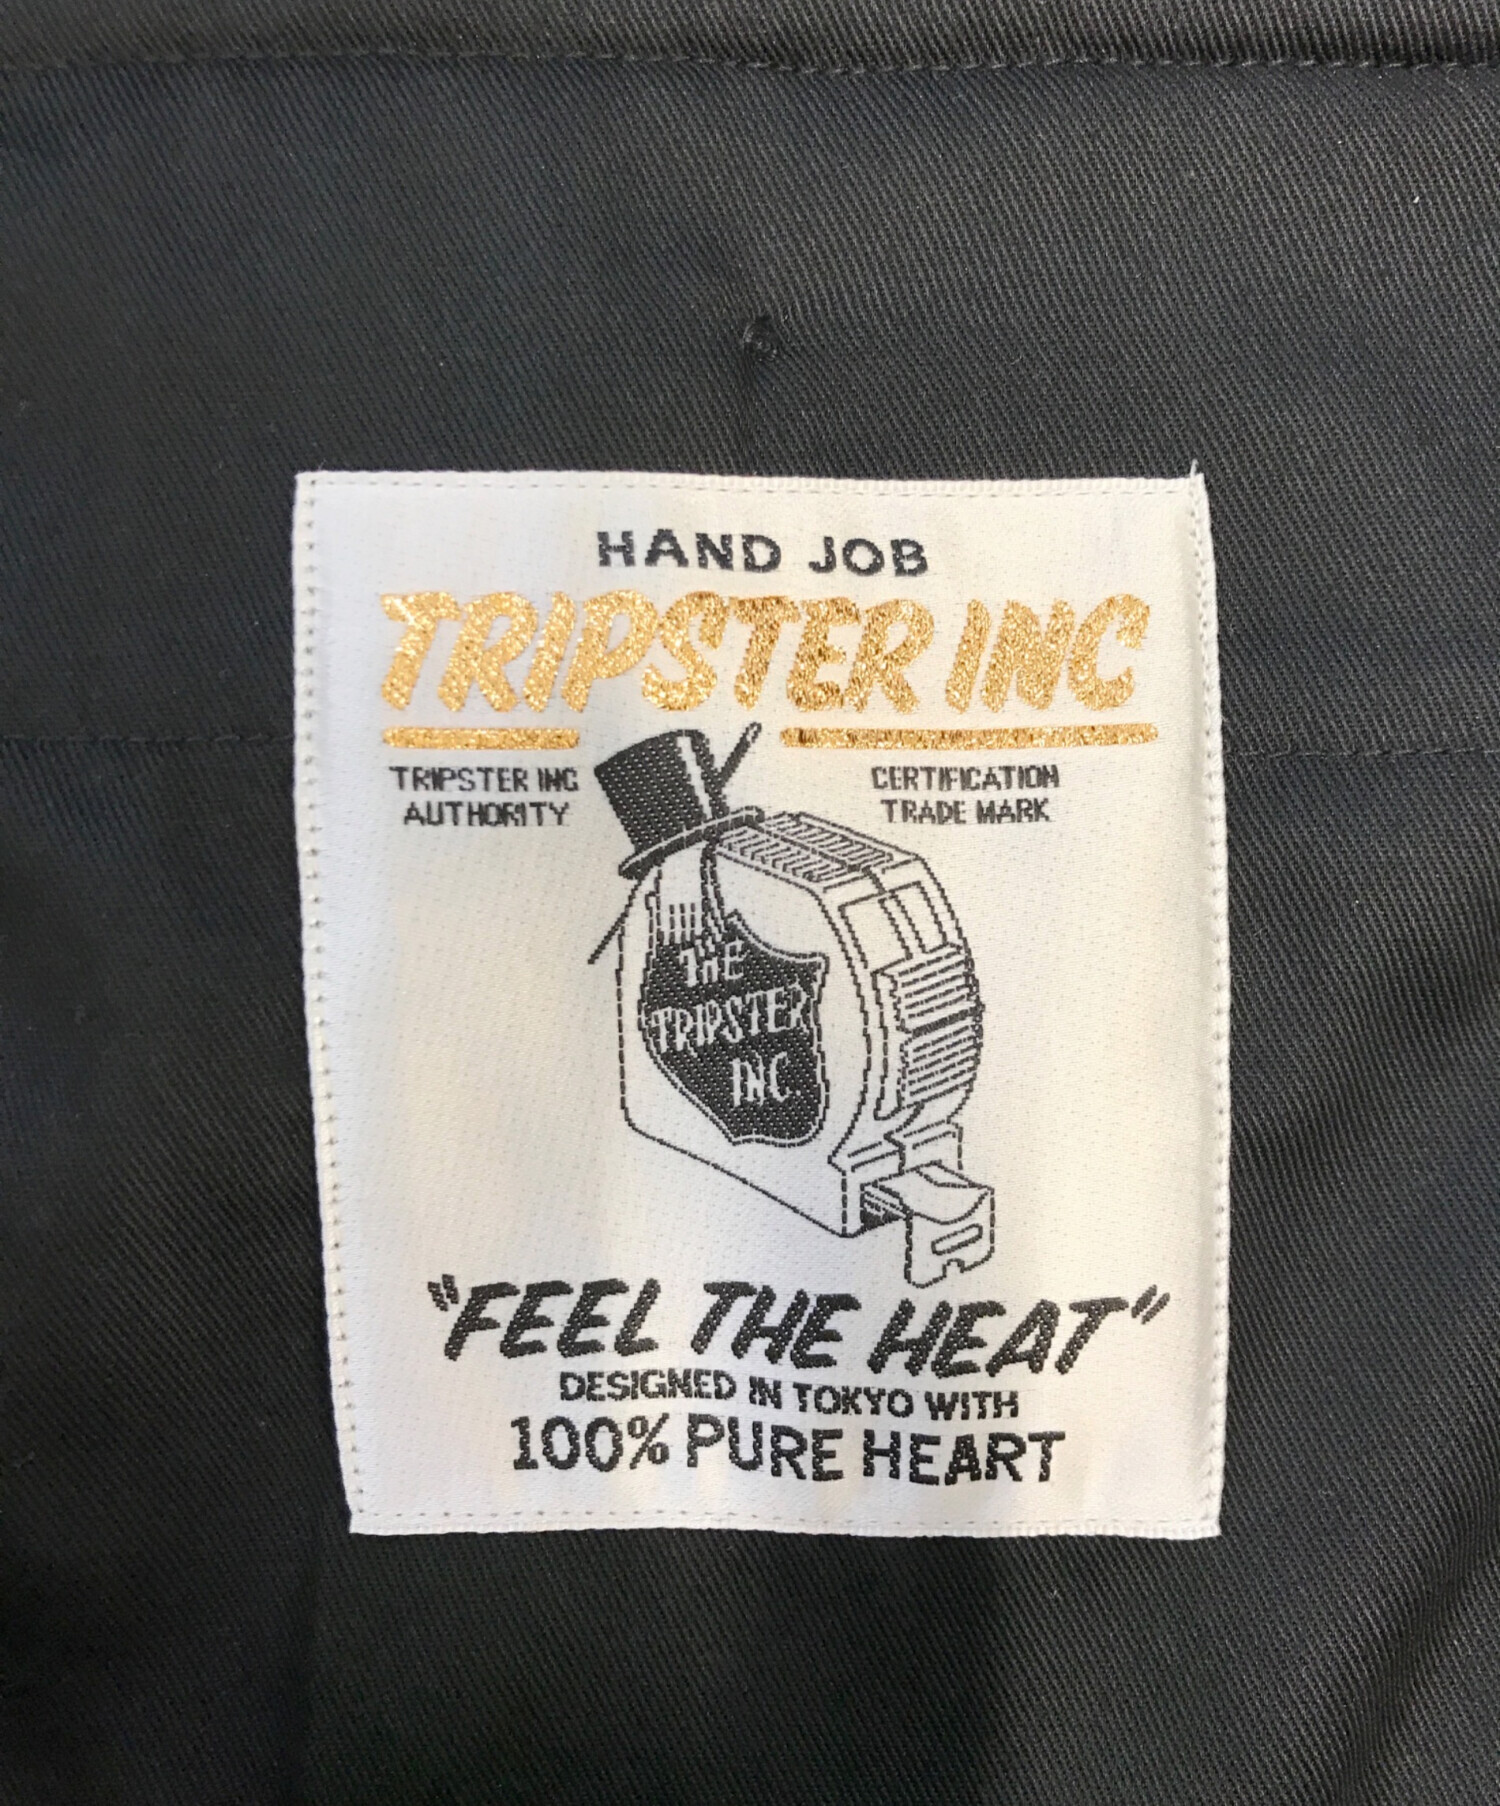 HAND JOB
TRIPSTER INC
TRIPSTER INC
AUTHORITY
CERTIFICATION
TRADE MARK
THE
TRIPSTER
INC.
"FEEL THE HEAT"
DESIGNED IN TOKYO WITH
100% PURE HEART